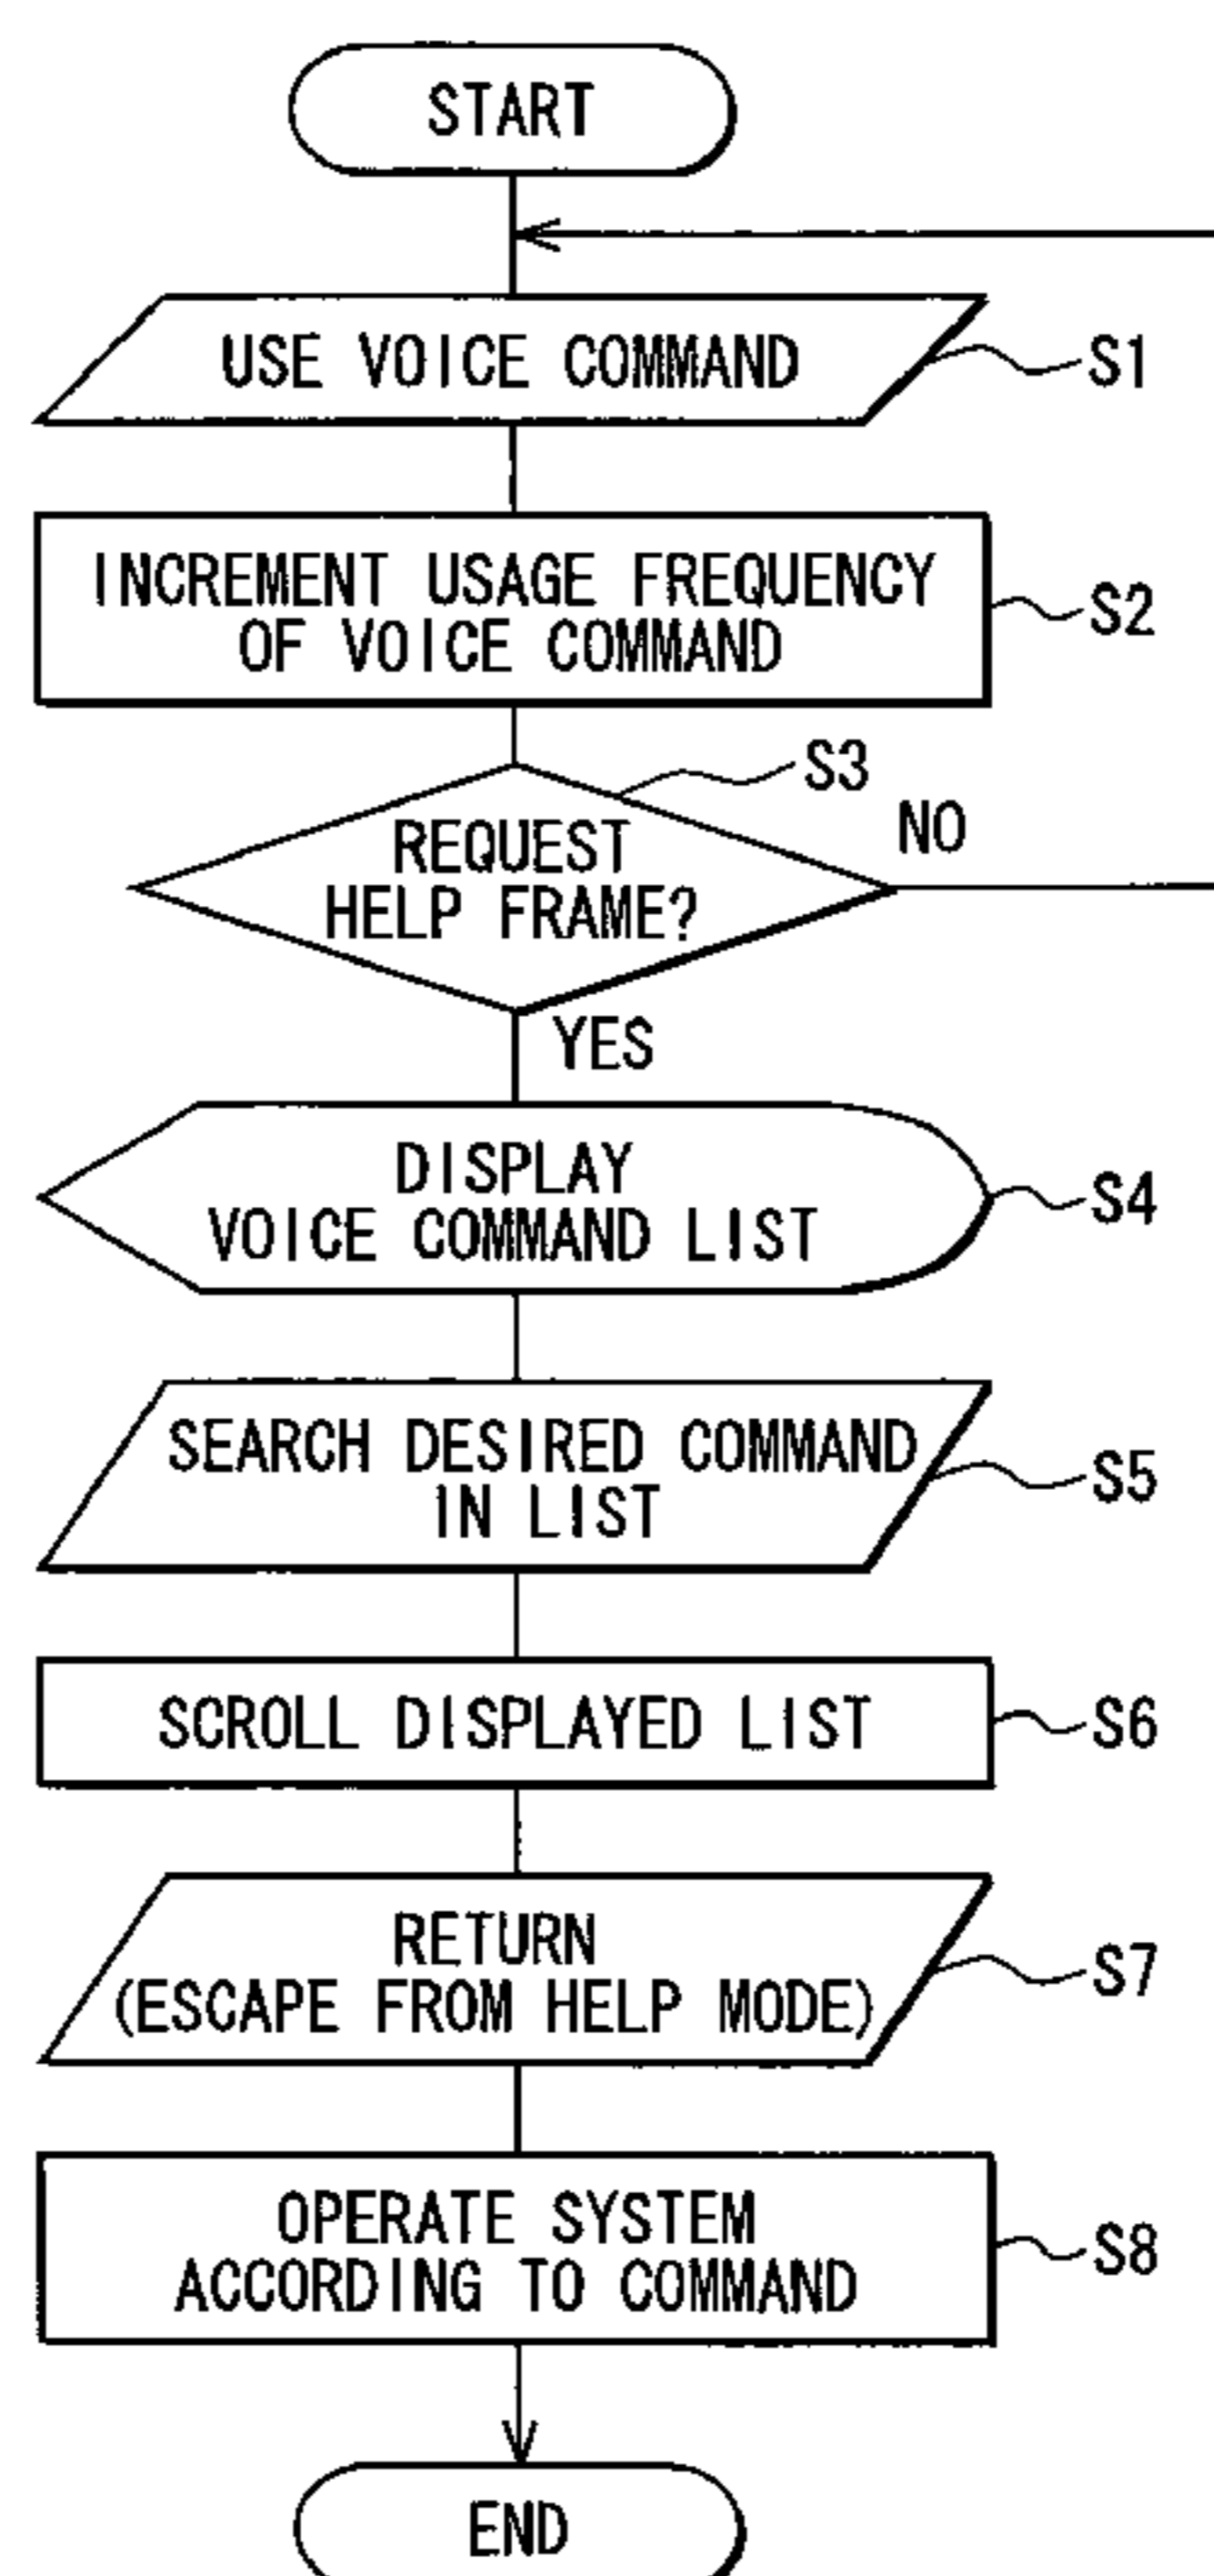 START
USE VOICE COMMAND
S1
INCREMENT USAGE FREQUENCY
OF VOICE COMMAND
S2
S3
REQUEST
HELP FRAME?
NO
YES
DISPLAY
VOICE COMMAND LIST
S4
SEARCH DESIRED COMMAND
IN LIST
S5
SCROLL DISPLAYED LIST
S6
RETURN
(ESCAPE FROM HELP MODE)
S7
OPERATE SYSTEM
ACCORDING TO COMMAND
S8
END